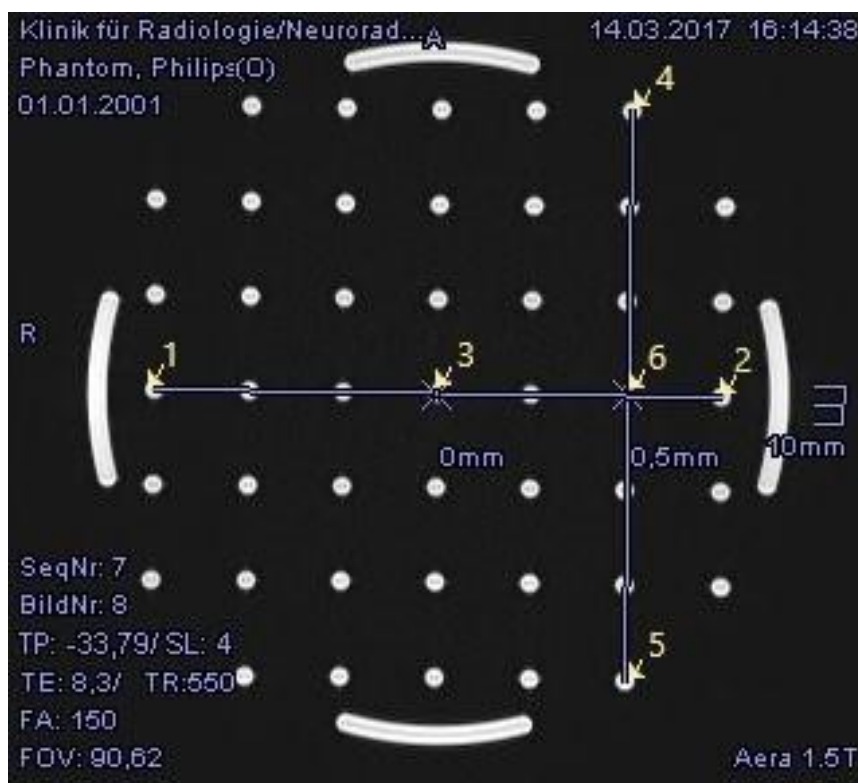 Klinik für Radiologie/Neurorad...
A
14.03.2017 16:14:38
Phantom, Philips(O)
01.01.2001
4
R
1
3
6
2
0mm
0,5mm
10mm
5
SeqNr: 7
BildNr: 8
TP: -33,79/ SL: 4
TE: 8,3/ TR:550
FA: 150
FOV: 90,62
Aera 1.5T